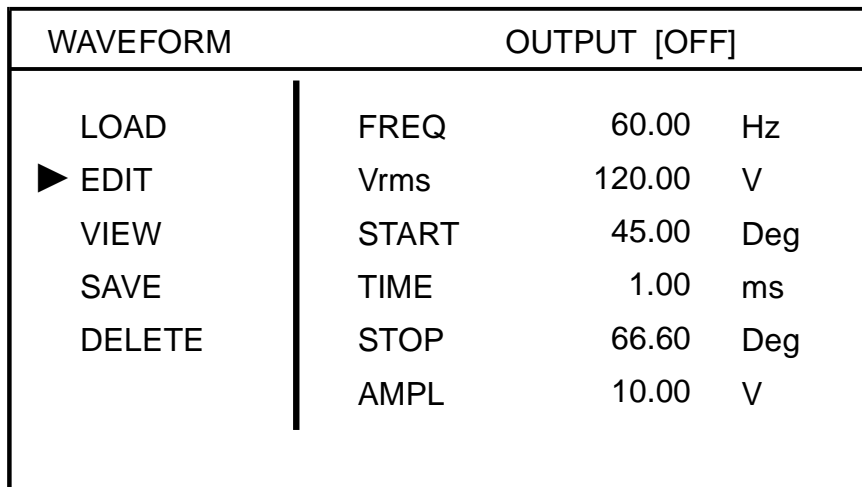 WAVEFORM OUTPUT [OFF]
LOAD FREQ 60.00 Hz
EDIT Vrms 120.00 V
VIEW START 45.00 Deg
SAVE TIME 1.00 ms
DELETE STOP 66.60 Deg
AMPL 10.00 V